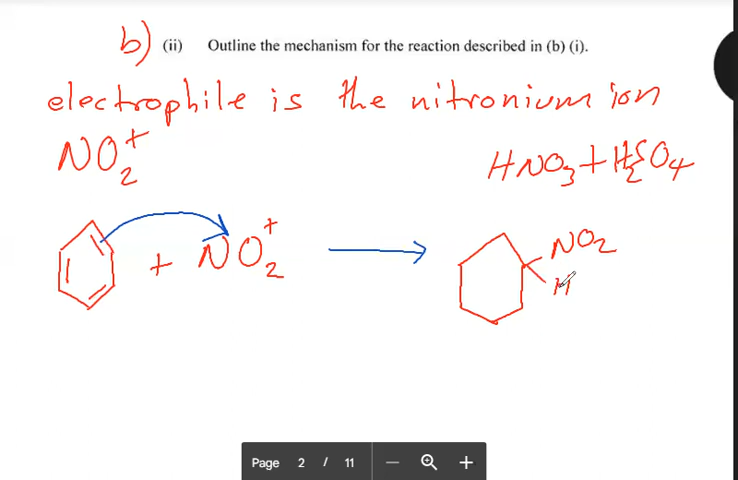 b) (ii) Outline the mechanism for the reaction described in (b) (i).
electrophile is the nitronium ion
NO₂⁺
HNO₃ + H₂SO₄
+ NO₂⁺
NO₂
H
Page 2 / 11 — +